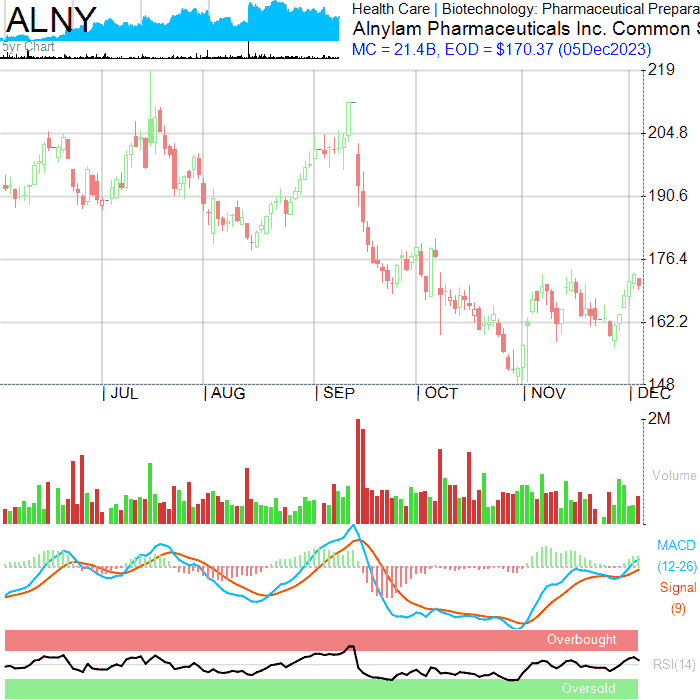 ALNY
5yr Chart
Health Care | Biotechnology: Pharmaceutical Prepara
Alnylam Pharmaceuticals Inc. Common S
MC = 21.4B, EOD = $170.37 (05Dec2023)
219
204.8
190.6
176.4
162.2
148
JUL AUG SEP OCT NOV DEC
2M
Volume
MACD
(12-26)
Signal
(9)
Overbought
RSI(14)
Oversold